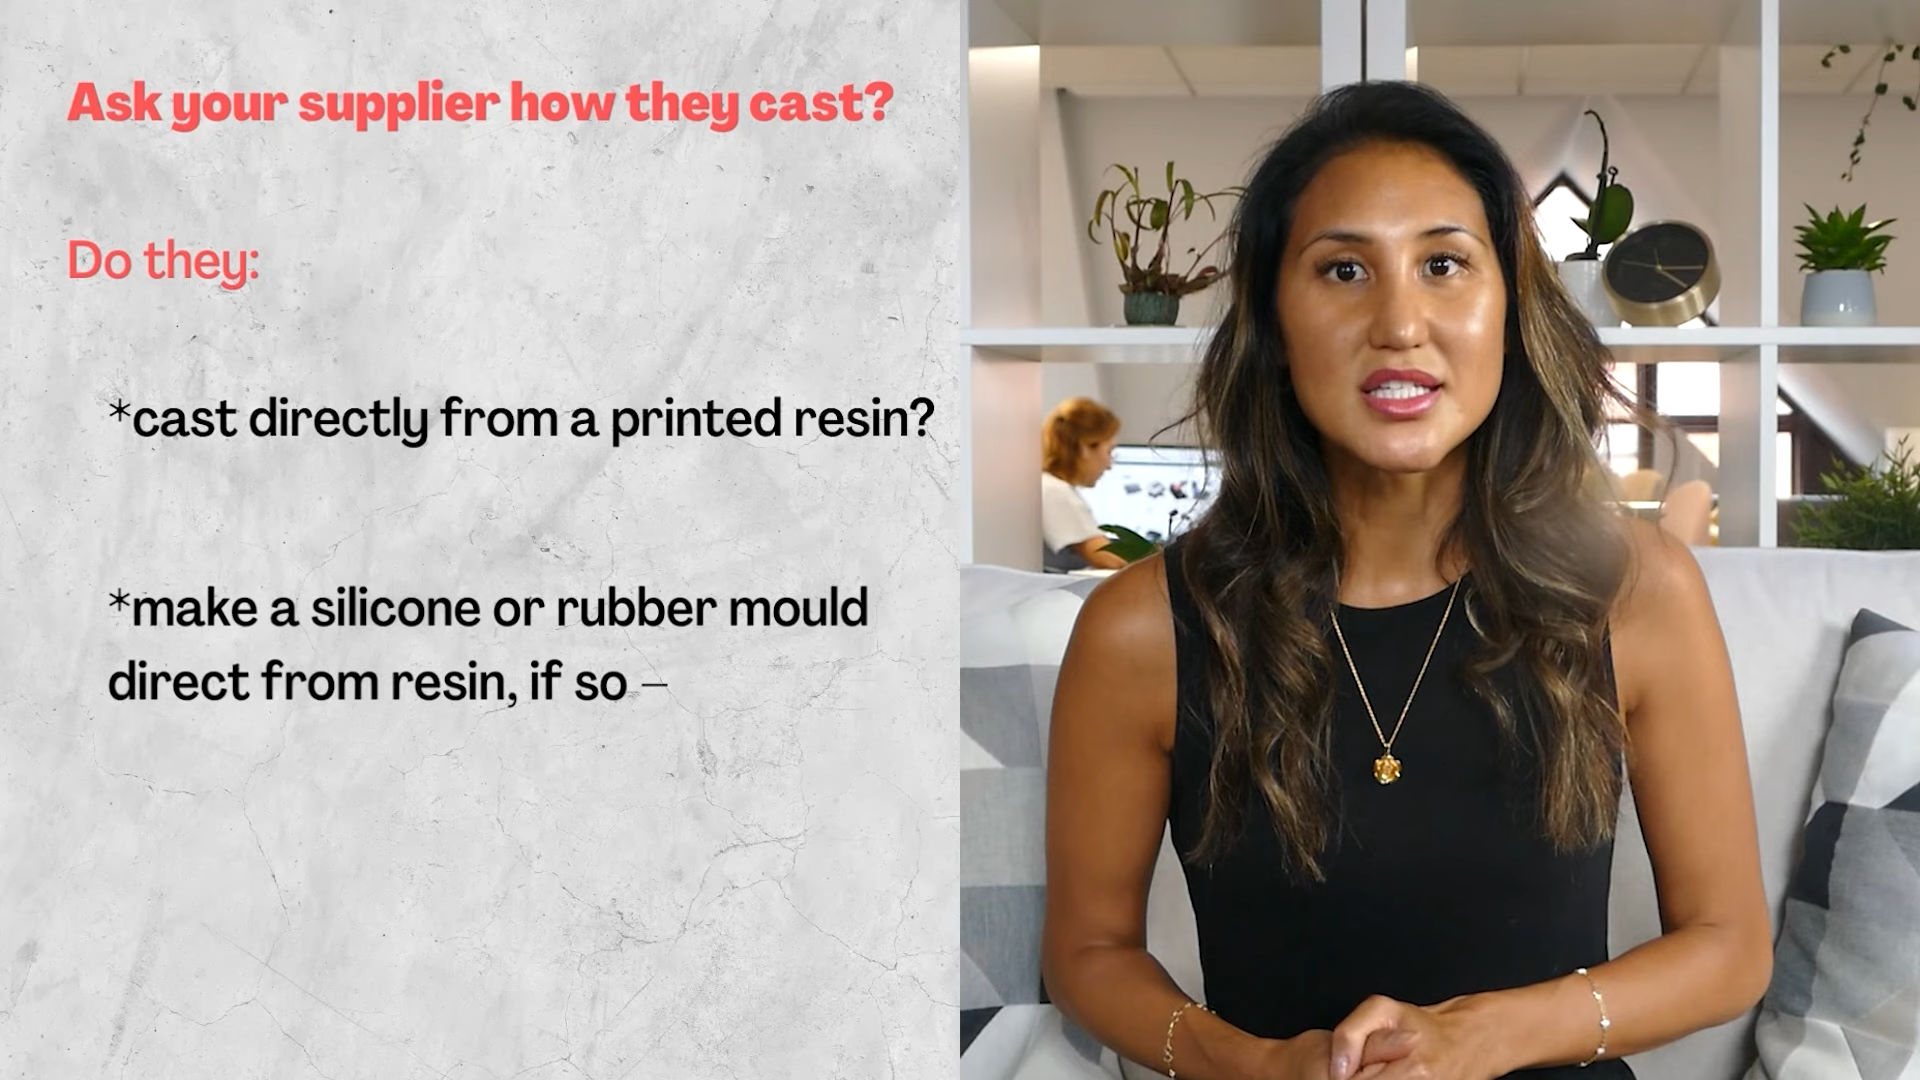 Ask your supplier how they cast?
Do they:
*cast directly from a printed resin?
*make a silicone or rubber mould
direct from resin, if so –